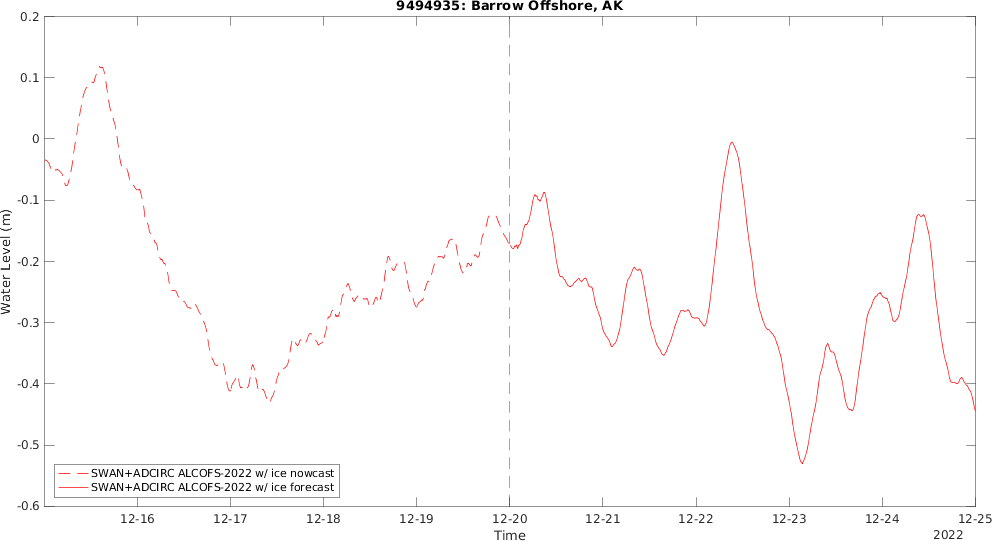 9494935: Barrow Offshore, AK
Water Level (m)
0.2
0.1
0
-0.1
-0.2
-0.3
-0.4
-0.5
-0.6
SWAN+ADCIRC ALCOFS-2022 w/ ice nowcast
SWAN+ADCIRC ALCOFS-2022 w/ ice forecast
12-16 12-17 12-18 12-19 12-20 12-21 12-22 12-23 12-24 12-25
Time
2022